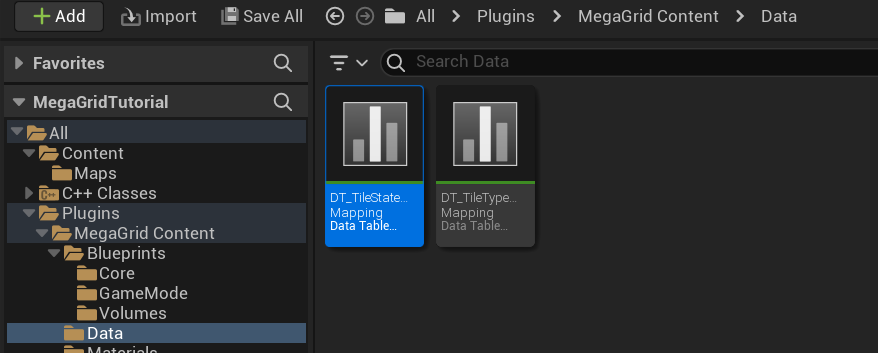 Add Import Save All All Plugins MegaGrid Content Data
Favorites
Search Data
MegaGridTutorial
All
Content
Maps
C++ C++ Classes
Plugins
MegaGrid Content
Blueprints
Core
GameMode
Volumes
Data
Materials
DT_TileState...
Mapping
Data Table...
DT_TileType...
Mapping
Data Table...